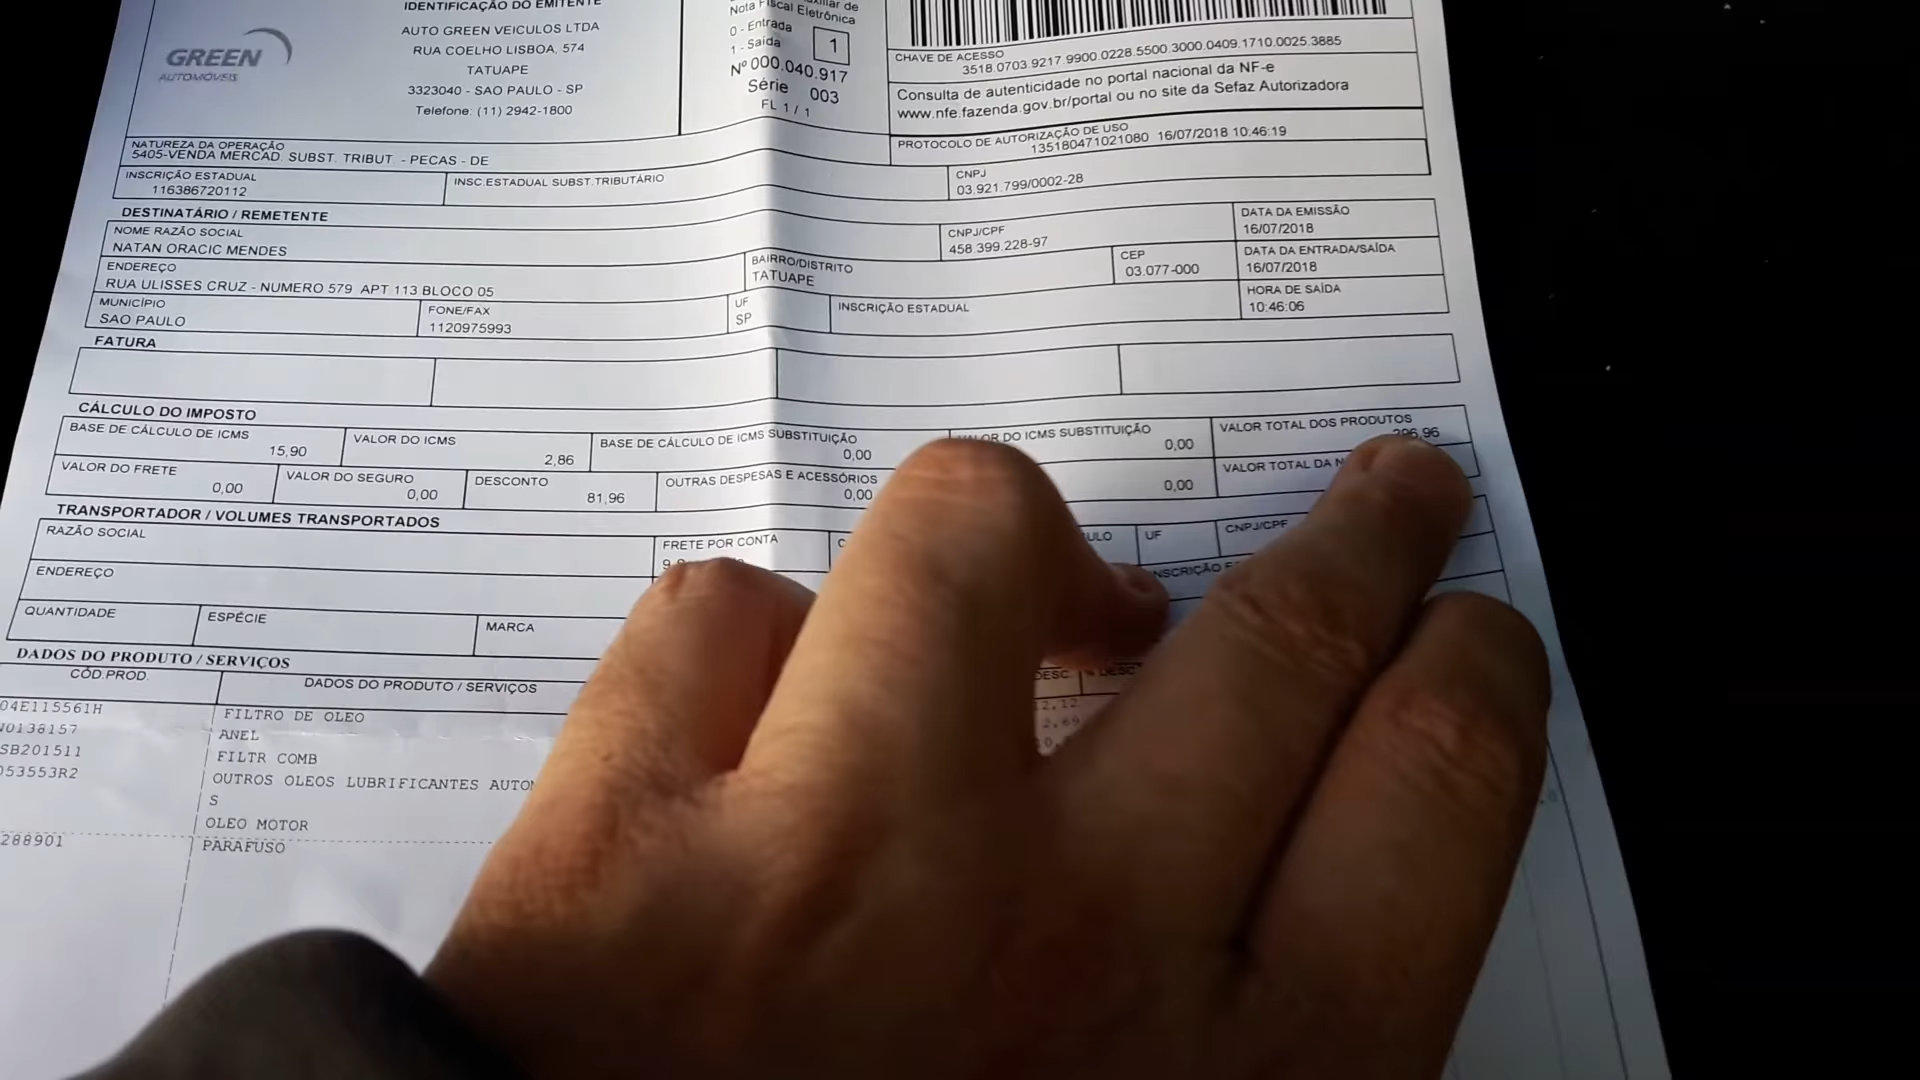 IDENTIFICAÇÃO DO EMITENTE
GREEN
AUTOMÓVEIS
AUTO GREEN VEICULOS LTDA
RUA COELHO LISBOA, 574
TATUAPE
3323040 - SAO PAULO - SP
Telefone: (11) 2942-1800
Nota Fiscal Eletrônica
0 - Entrada
1 - Saída
1
Nº 000.040.917
Série 003
FL 1 / 1
CHAVE DE ACESSO
3518.0703.9217.9900.0228.5500.3000.0409.1710.0025.3885
Consulta de autenticidade no portal nacional da NF-e
www.nfe.fazenda.gov.br/portal ou no site da Sefaz Autorizadora
NATUREZA DA OPERAÇÃO
5405-VENDA MERCAD. SUBST. TRIBUT - PECAS - DE
PROTOCOLO DE AUTORIZAÇÃO DE USO
135180471021080 16/07/2018 10:46:19
INSCRIÇÃO ESTADUAL
116386720112
INSC.ESTADUAL SUBST.TRIBUTÁRIO
CNPJ
03.921.799/0002-28
DESTINATÁRIO / REMETENTE
NOME RAZÃO SOCIAL
NATAN ORACIC MENDES
CNPJ/CPF
458.399.228-97
DATA DA EMISSÃO
16/07/2018
ENDEREÇO
RUA ULISSES CRUZ - NUMERO 579 APT 113 BLOCO 05
BAIRRO/DISTRITO
TATUAPE
CEP
03.077-000
DATA DA ENTRADA/SAÍDA
16/07/2018
MUNICÍPIO
SAO PAULO
FONE/FAX
1120975993
UF
SP
INSCRIÇÃO ESTADUAL
HORA DE SAÍDA
10:46:06
FATURA
CÁLCULO DO IMPOSTO
BASE DE CÁLCULO DE ICMS
15,90
VALOR DO ICMS
2,86
BASE DE CÁLCULO DE ICMS SUBSTITUIÇÃO
0,00
VALOR DO ICMS SUBSTITUIÇÃO
0,00
VALOR TOTAL DOS PRODUTOS
296,96
VALOR DO FRETE
0,00
VALOR DO SEGURO
0,00
DESCONTO
81,96
OUTRAS DESPESAS E ACESSÓRIOS
0,00
0,00
VALOR TOTAL DA N
TRANSPORTADOR / VOLUMES TRANSPORTADOS
RAZÃO SOCIAL
FRETE POR CONTA
ULO
UF
CNPJ/CPF
ENDEREÇO
QUANTIDADE
ESPÉCIE
MARCA
DADOS DO PRODUTO / SERVIÇOS
CÓD.PROD.
DADOS DO PRODUTO / SERVIÇOS
DESC.
% DESC
04E115561H
FILTRO DE OLEO
12,12
N0138157
ANEL
2,69
SB201511
FILTR COMB
053553R2
OUTROS OLEOS LUBRIFICANTES AUTOM
S
OLEO MOTOR
288901
PARAFUSO